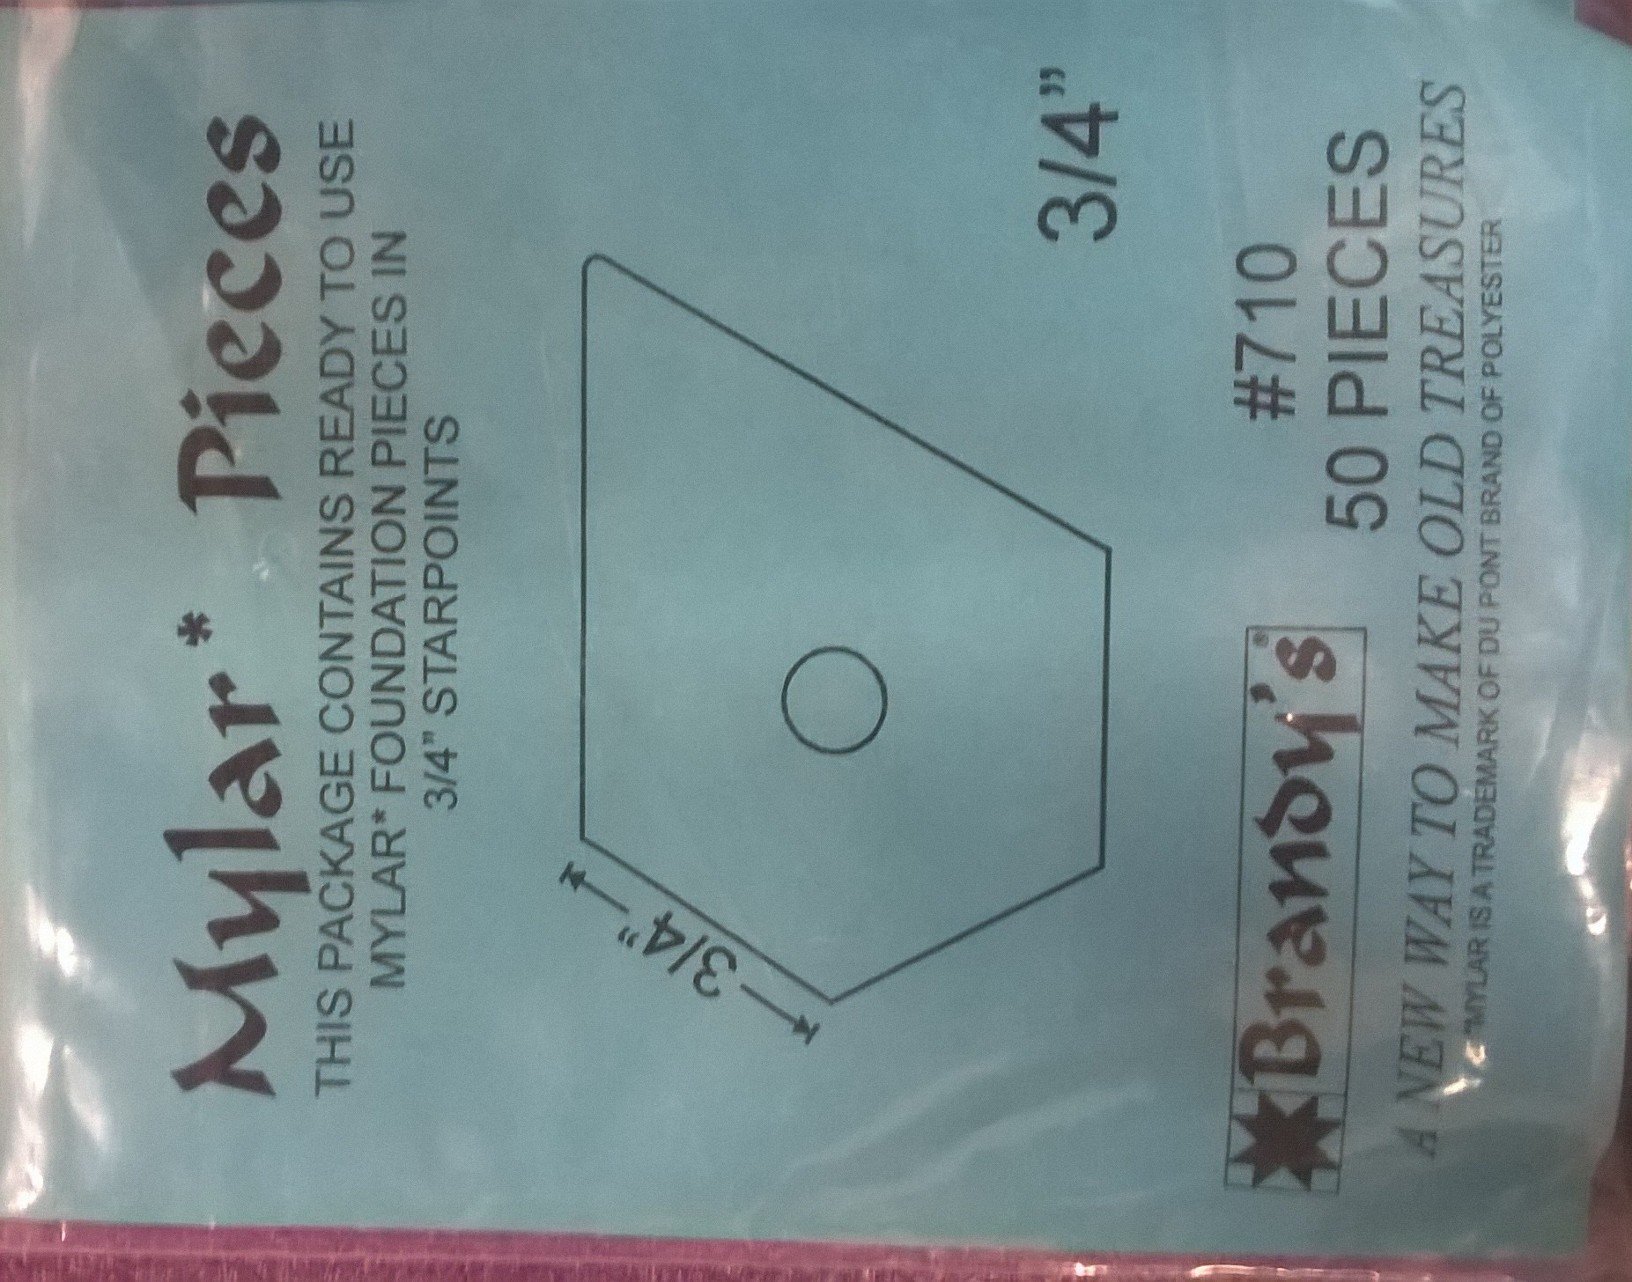 Mylar* Pieces
THIS PACKAGE CONTAINS READY TO USE
MYLAR* FOUNDATION PIECES IN
3/4" STARPOINTS
3/4"
3/4"
#710
50 PIECES
Brandy's®
A NEW WAY TO MAKE OLD TREASURES
*MYLAR IS A TRADEMARK OF DU PONT BRAND OF POLYESTER